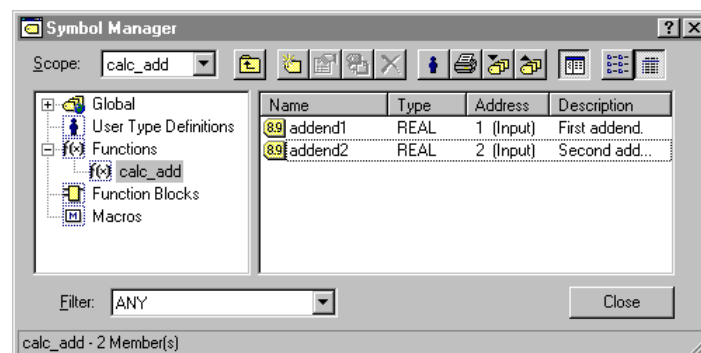 Symbol Manager
Scope: calc_add
Global
User Type Definitions
f(x) Functions
f(x) calc_add
Function Blocks
M Macros
Name Type Address Description
8.9 addend1 REAL 1 (Input) First addend.
8.9 addend2 REAL 2 (Input) Second add...
Filter: ANY
Close
calc_add - 2 Member(s)